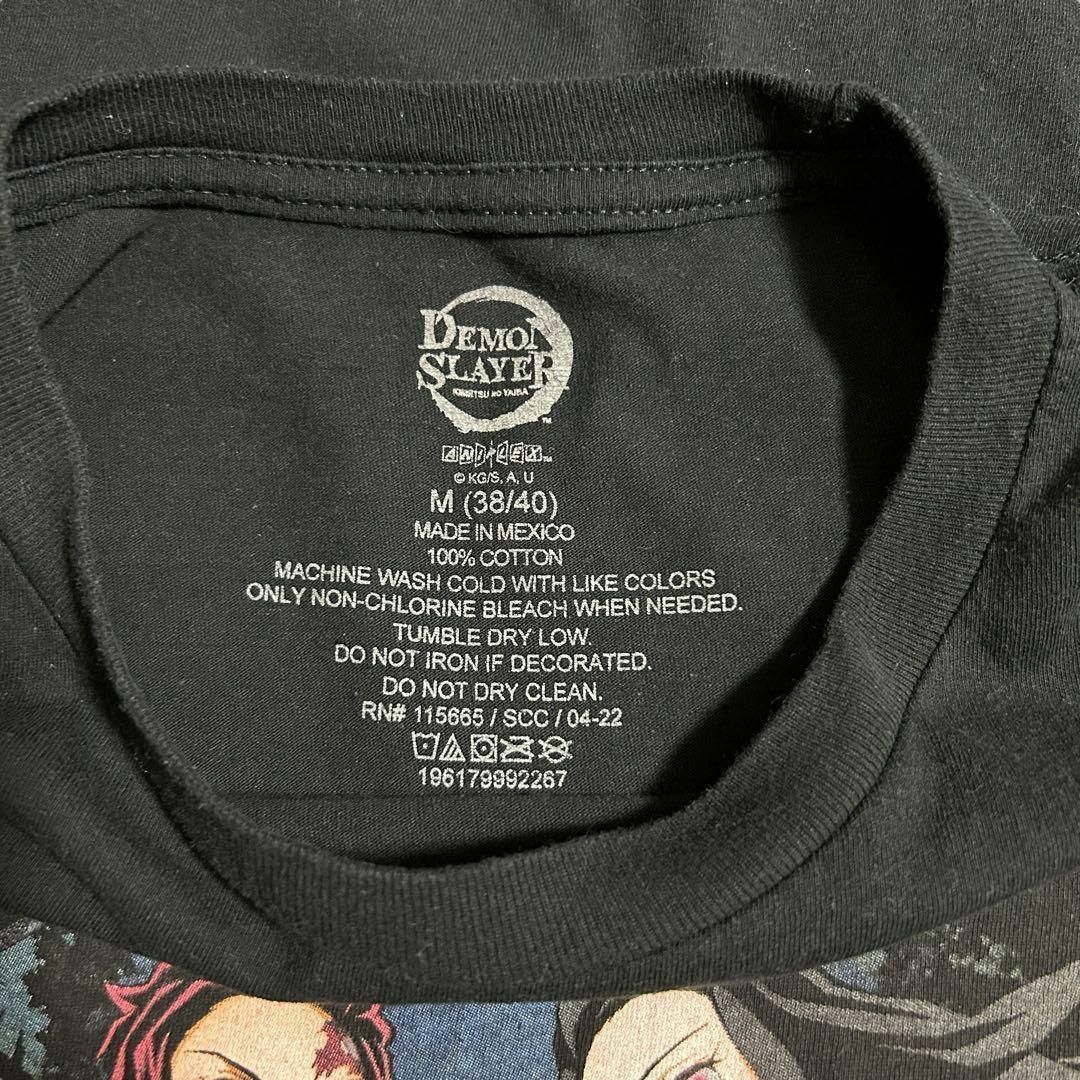 DEMON
SLAYER
KIMETSU NO YAIBA
TM
ANIPLEX™
© KG/S, A, U
M (38/40)
MADE IN MEXICO
100% COTTON
MACHINE WASH COLD WITH LIKE COLORS
ONLY NON-CHLORINE BLEACH WHEN NEEDED.
TUMBLE DRY LOW.
DO NOT IRON IF DECORATED.
DO NOT DRY CLEAN.
RN# 115665 / SCC / 04-22
196179992267